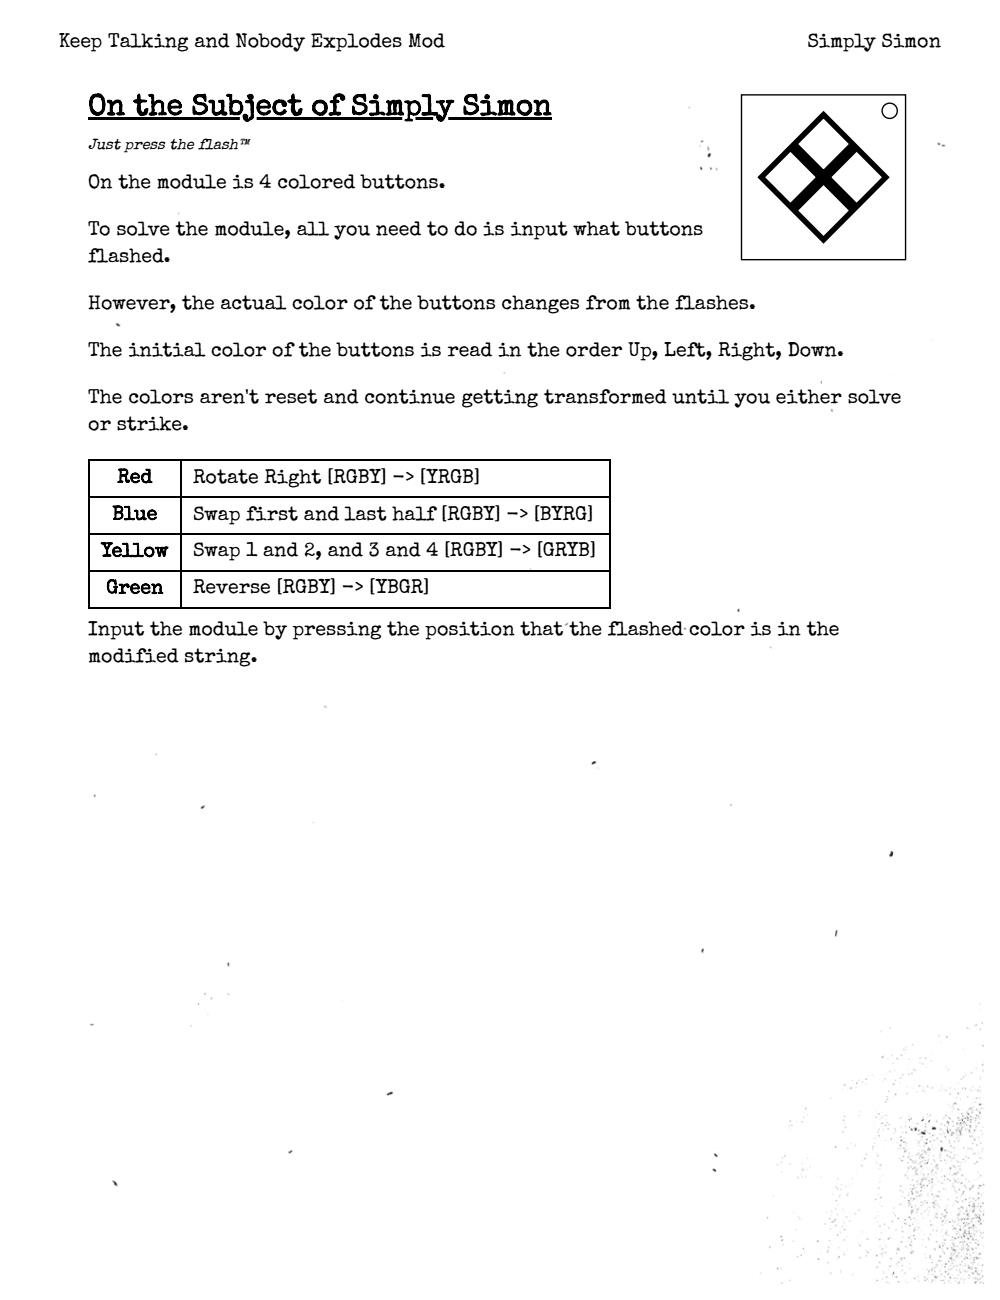 Keep Talking and Nobody Explodes Mod
Simply Simon
On the Subject of Simply Simon
Just press the flash™
On the module is 4 colored buttons.
To solve the module, all you need to do is input what buttons
flashed.
However, the actual color of the buttons changes from the flashes.
The initial color of the buttons is read in the order Up, Left, Right, Down.
The colors aren't reset and continue getting transformed until you either solve
or strike.
Red Rotate Right [RGBY] -> [YRGB]
Blue Swap first and last half [RGBY] -> [BYRG]
Yellow Swap 1 and 2, and 3 and 4 [RGBY] -> [GRYB]
Green Reverse [RGBY] -> [YBGR]
Input the module by pressing the position that the flashed color is in the
modified string.